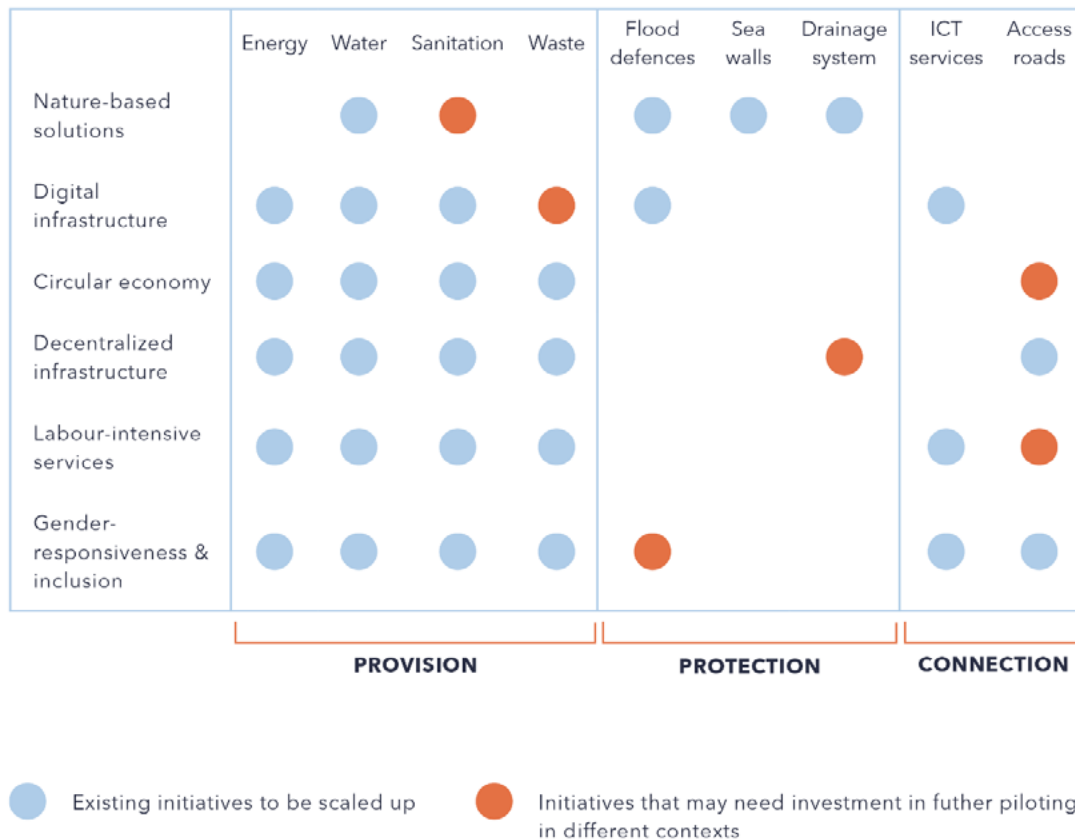 Energy
Water
Sanitation
Waste
Flood
defences
Sea
walls
Drainage
system
ICT
services
Access
roads
Nature-based
solutions
Digital
infrastructure
Circular economy
Decentralized
infrastructure
Labour-intensive
services
Gender-
responsiveness &
inclusion
PROVISION
PROTECTION
CONNECTION
Existing initiatives to be scaled up
Initiatives that may need investment in futher piloting
in different contexts